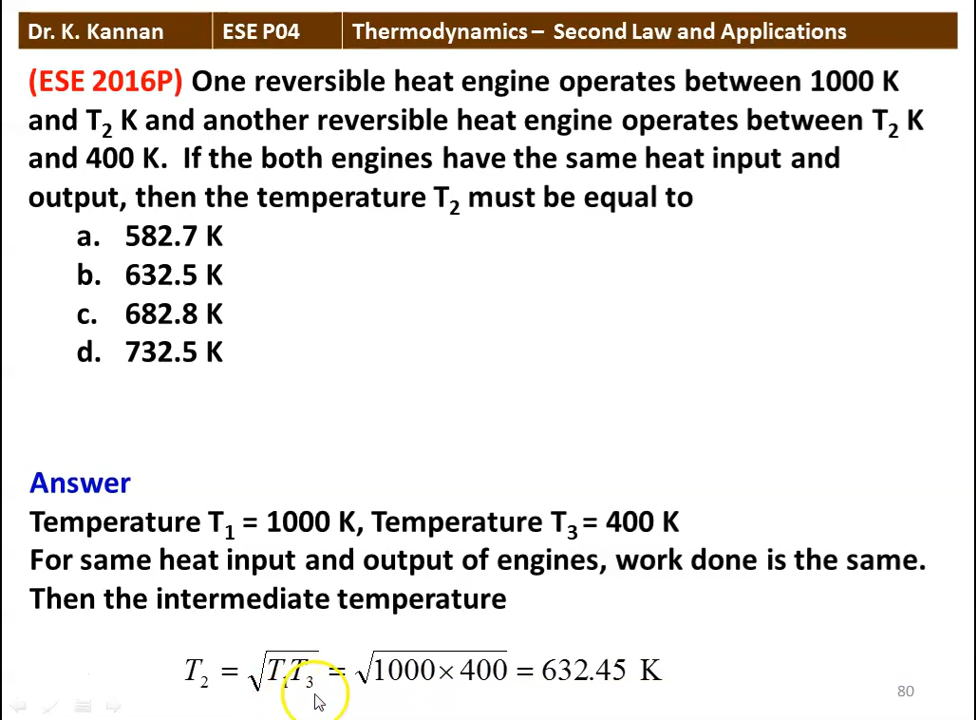 Dr. K. Kannan ESE P04 Thermodynamics – Second Law and Applications
(ESE 2016P) One reversible heat engine operates between 1000 K
and T₂ K and another reversible heat engine operates between T₂ K
and 400 K. If the both engines have the same heat input and
output, then the temperature T₂ must be equal to
a. 582.7 K
b. 632.5 K
c. 682.8 K
d. 732.5 K
Answer
Temperature T₁ = 1000 K, Temperature T₃ = 400 K
For same heat input and output of engines, work done is the same.
Then the intermediate temperature
T₂ = √T₁T₃ = √1000 × 400 = 632.45 K
80